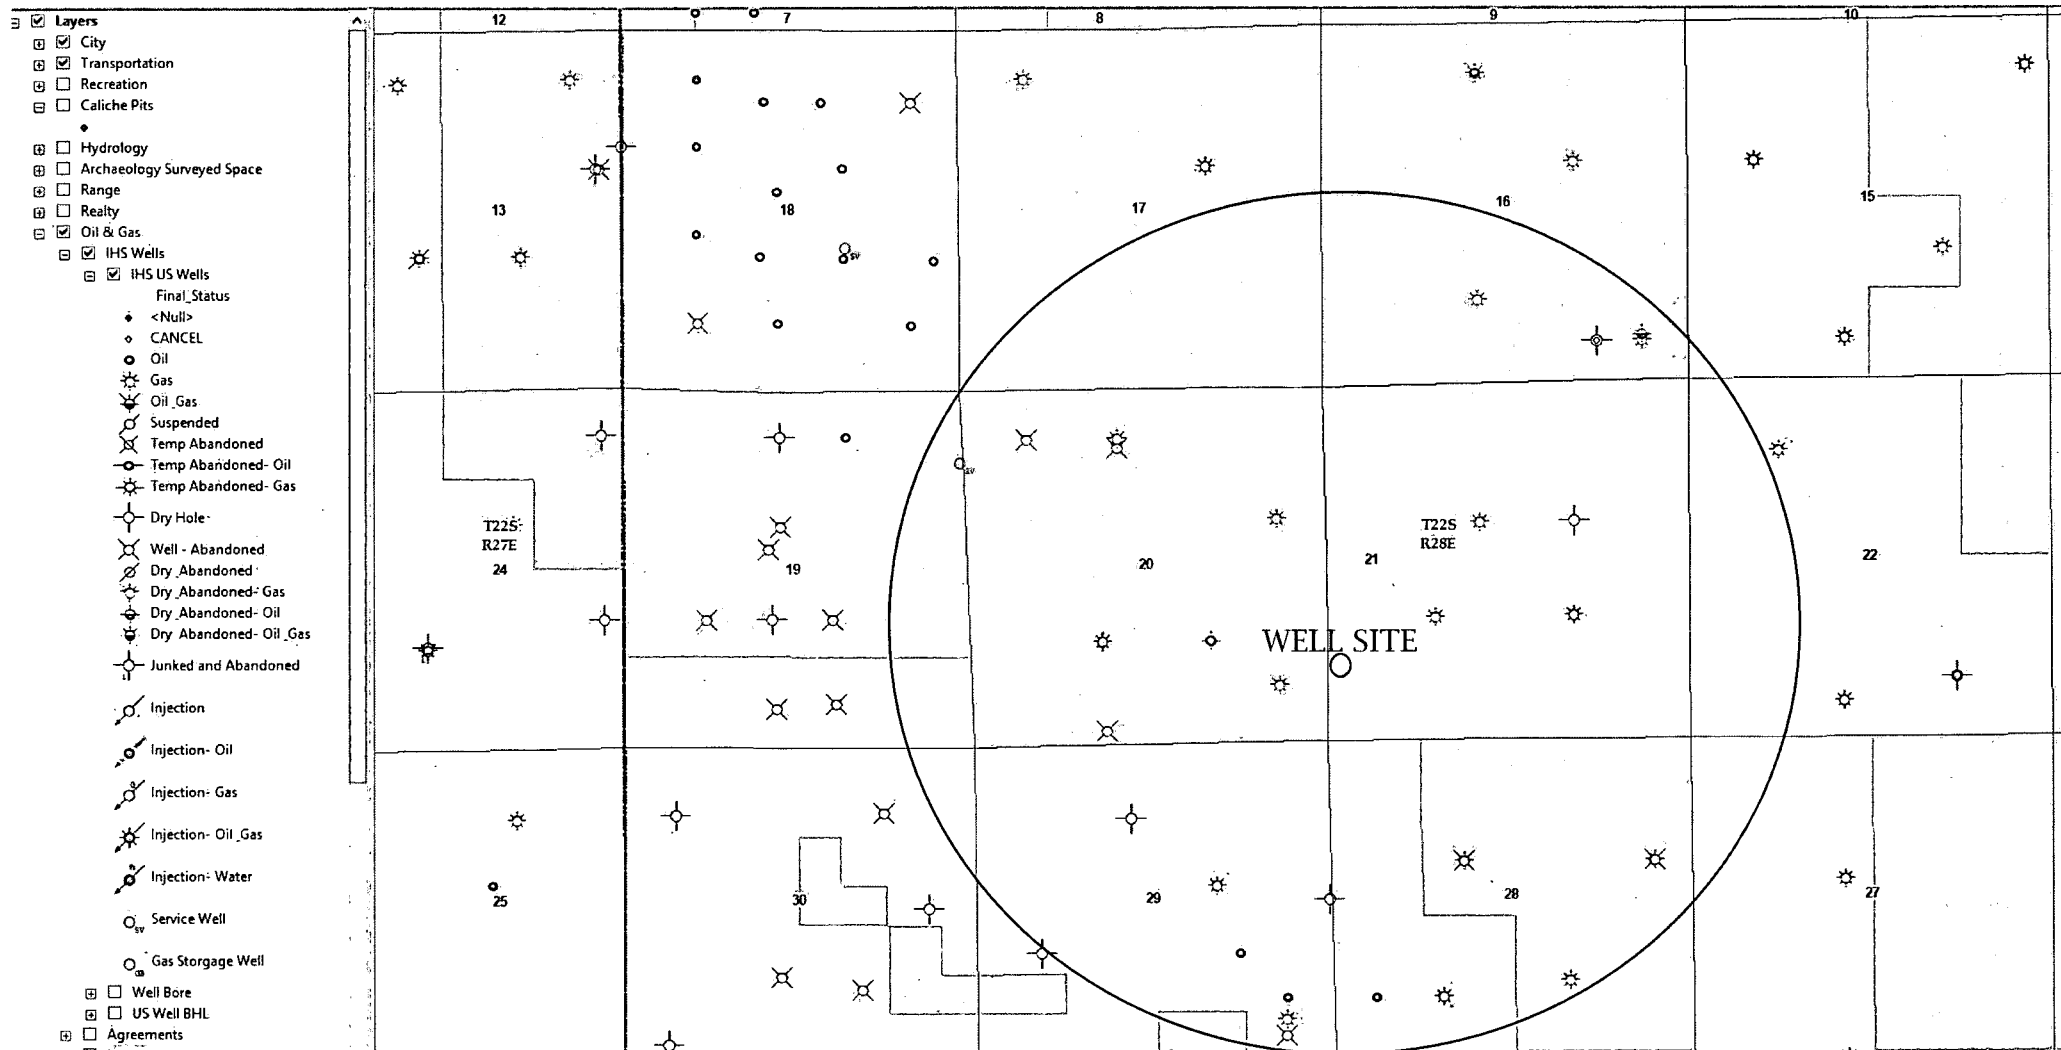 Layers
City
Transportation
Recreation
Caliche Pits
Hydrology
Archaeology Surveyed Space
Range
Realty
Oil & Gas
IHS Wells
IHS US Wells
Final_Status
<Null>
CANCEL
Oil
Gas
Oil_Gas
Suspended
Temp Abandoned
Temp Abandoned- Oil
Temp Abandoned- Gas
Dry Hole
Well - Abandoned
Dry_Abandoned
Dry_Abandoned- Gas
Dry_Abandoned- Oil
Dry Abandoned- Oil_Gas
Junked and Abandoned
Injection
Injection- Oil
Injection- Gas
Injection- Oil_Gas
Injection- Water
Service Well
Gas Storgage Well
Well Bore
US Well BHL
Agreements
12 7 8 9 10
13 18 17 16 15
SV
SV
T22S
R27E
24 19 20 21 22
T22S
R28E
WELL SITE
25 30 29 28 27